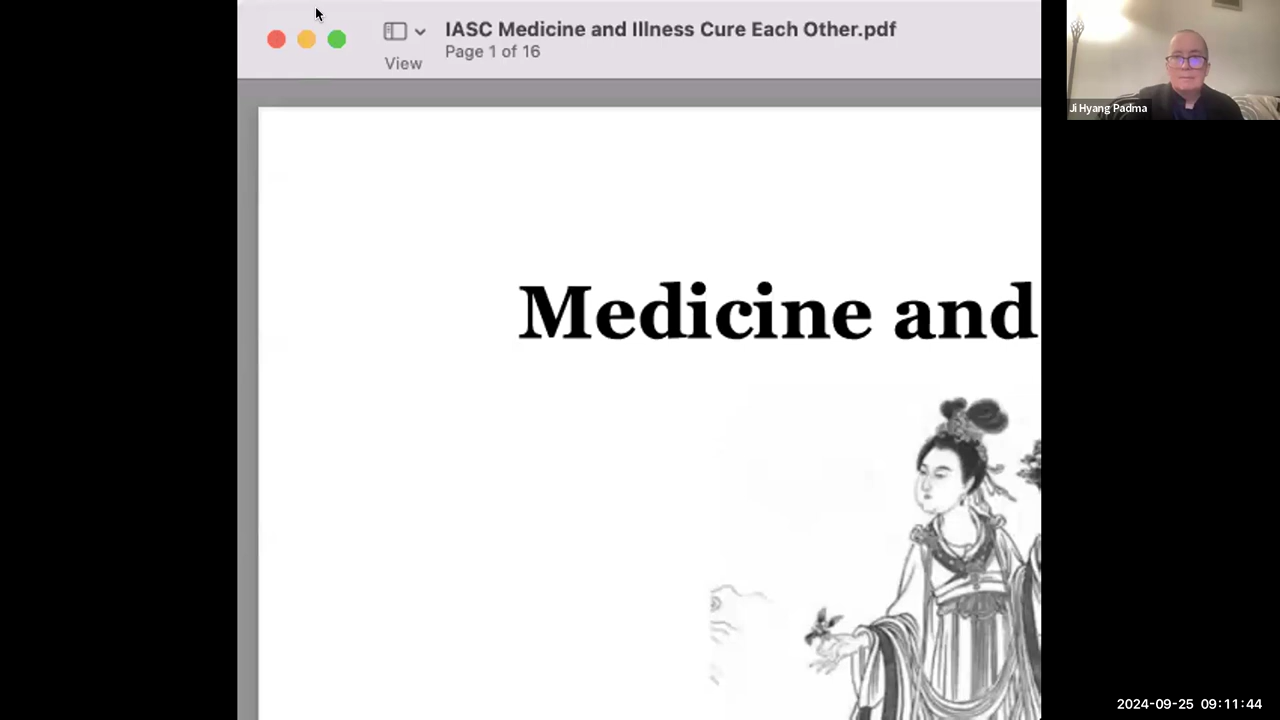 IASC Medicine and Illness Cure Each Other.pdf
Page 1 of 16
View
Ji Hyang Padma
Medicine and
2024-09-25 09:11:44